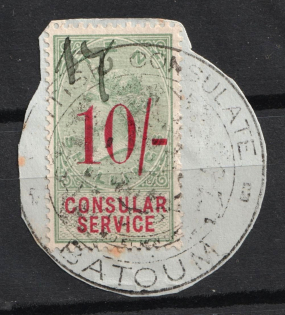 17
CONSULATE
10/-
CONSULAR
SERVICE
BATOUM